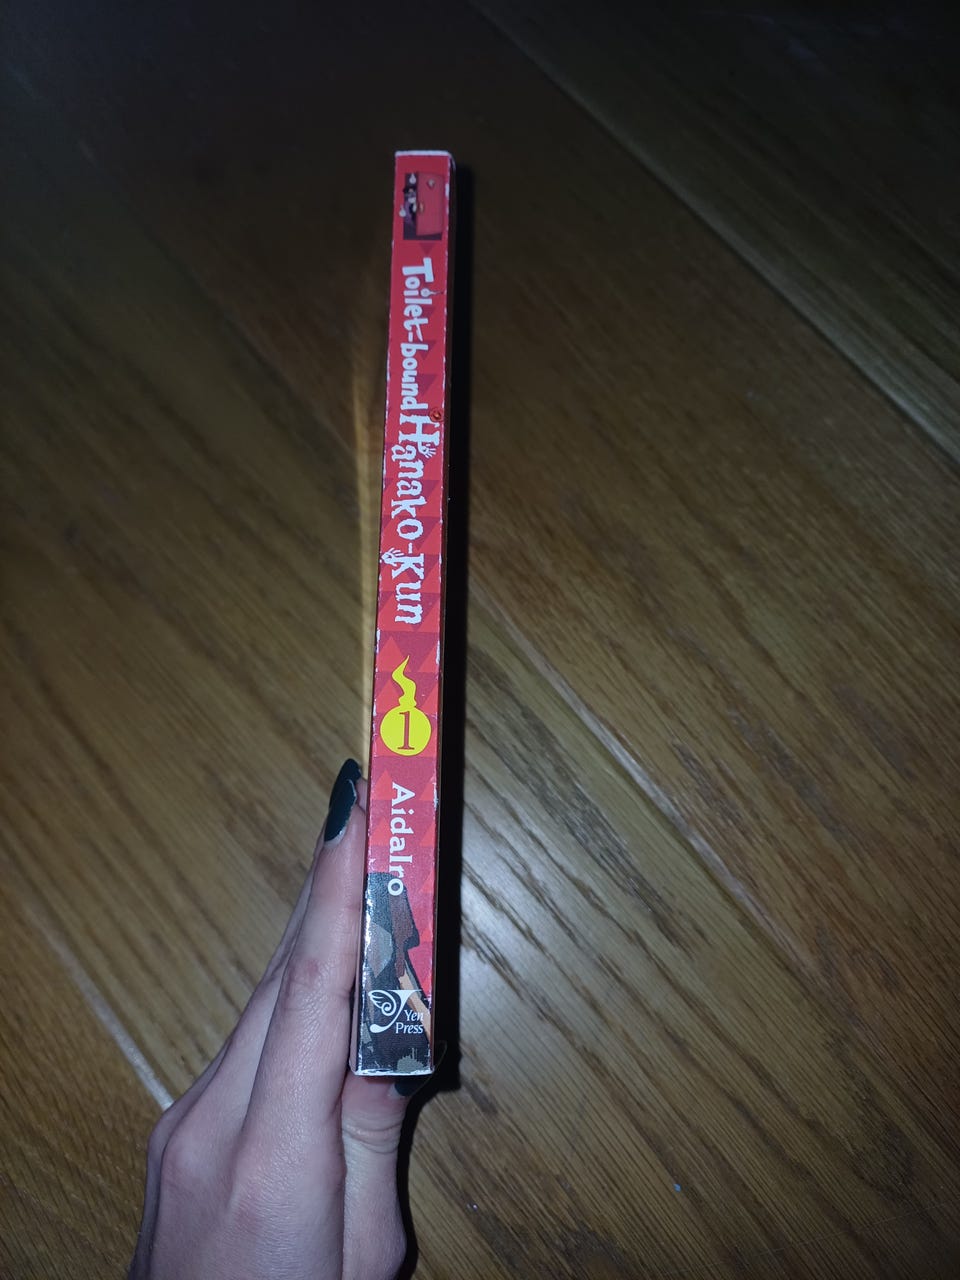 Toilet-bound Hanako-kun
1
AidaIro
Yen
Press